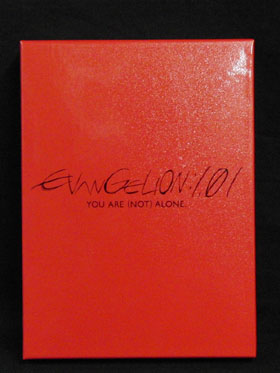 EVANGELION:1.01
YOU ARE (NOT) ALONE.